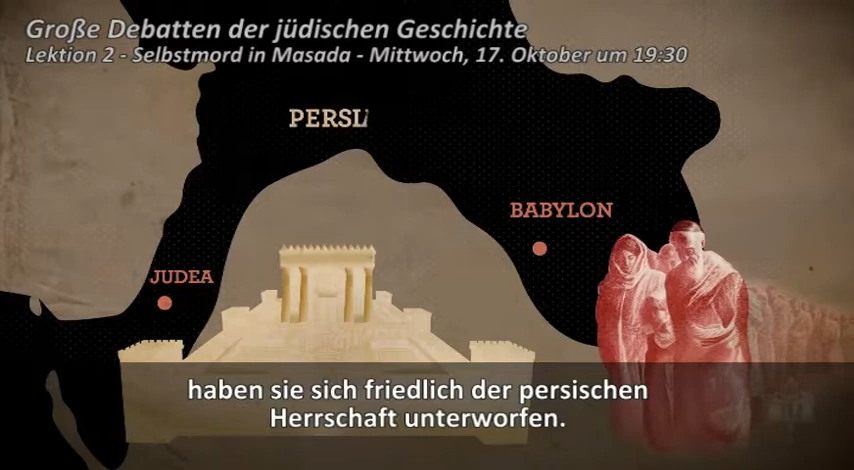 Große Debatten der jüdischen Geschichte
Lektion 2 - Selbstmord in Masada - Mittwoch, 17. Oktober um 19:30
PERSI
BABYLON
JUDEA
haben sie sich friedlich der persischen
Herrschaft unterworfen.